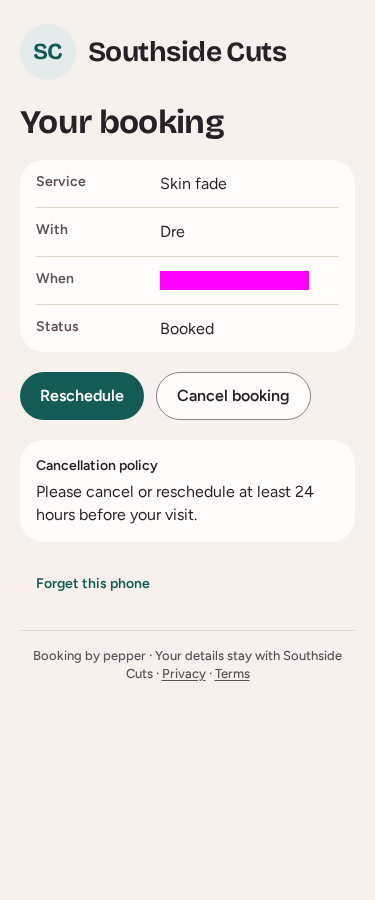 SC Southside Cuts
Your booking
Service Skin fade
With Dre
When
Status Booked
Reschedule Cancel booking
Cancellation policy
Please cancel or reschedule at least 24
hours before your visit.
Forget this phone
Booking by pepper · Your details stay with Southside
Cuts · Privacy · Terms